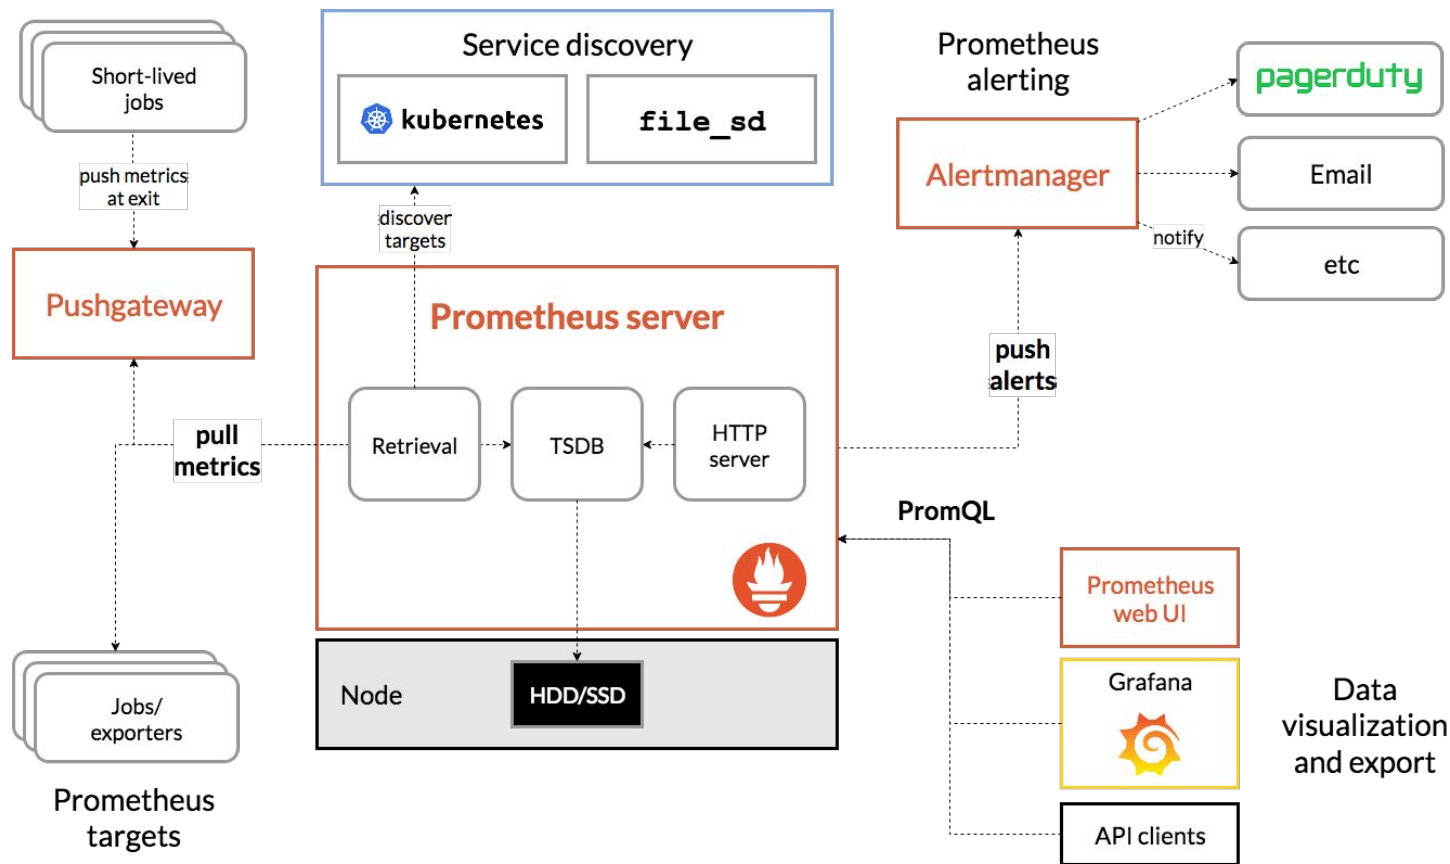 Short-lived
jobs
push metrics
at exit
Pushgateway
pull
metrics
Jobs/
exporters
Prometheus
targets
Service discovery
kubernetes
file_sd
discover
targets
Prometheus server
Retrieval
TSDB
HTTP
server
Node
HDD/SSD
Prometheus
alerting
Alertmanager
pagerduty
Email
notify
etc
push
alerts
PromQL
Prometheus
web UI
Grafana
API clients
Data
visualization
and export